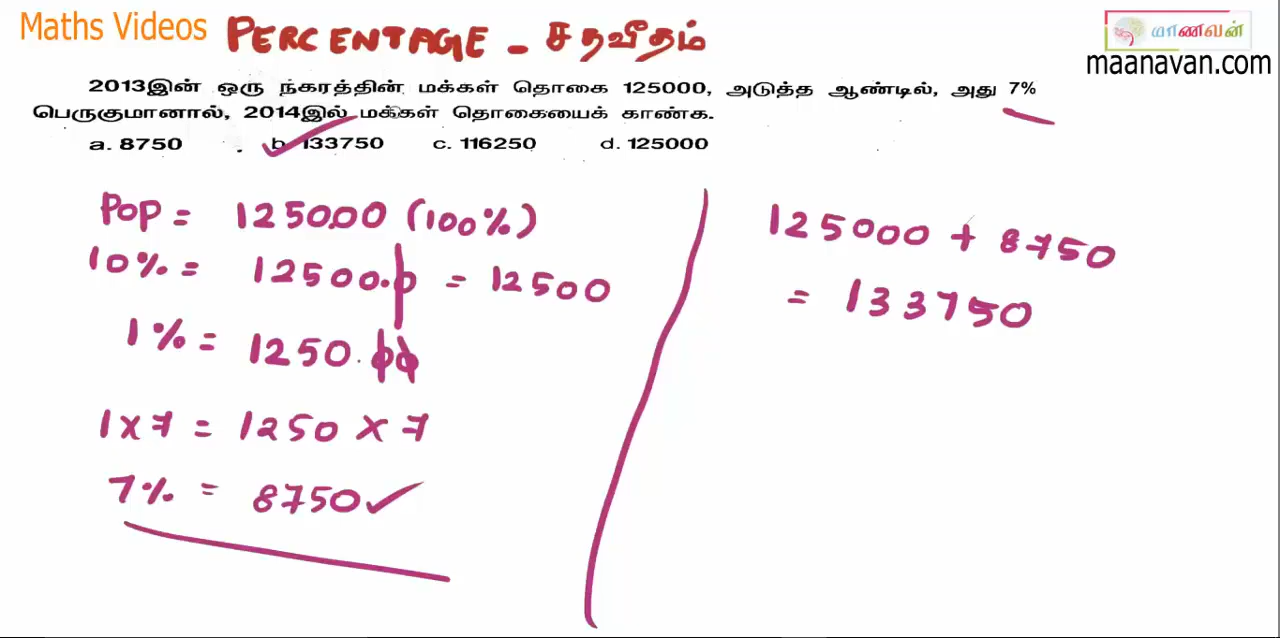 Maths Videos
PERCENTAGE - சதவீதம்
மாணவன்
maanavan.com
2013இன் ஒரு நகரத்தின் மக்கள் தொகை 125000, அடுத்த ஆண்டில், அது 7%
பெருகுமானால், 2014இல் மக்கள் தொகையைக் காண்க.
a. 8750 b. 133750 c. 116250 d. 125000
Pop = 125000 (100%)
10% = 12500.0 = 12500
1% = 1250.00
1 x 7 = 1250 x 7
7% = 8750
125000 + 8750
= 133750